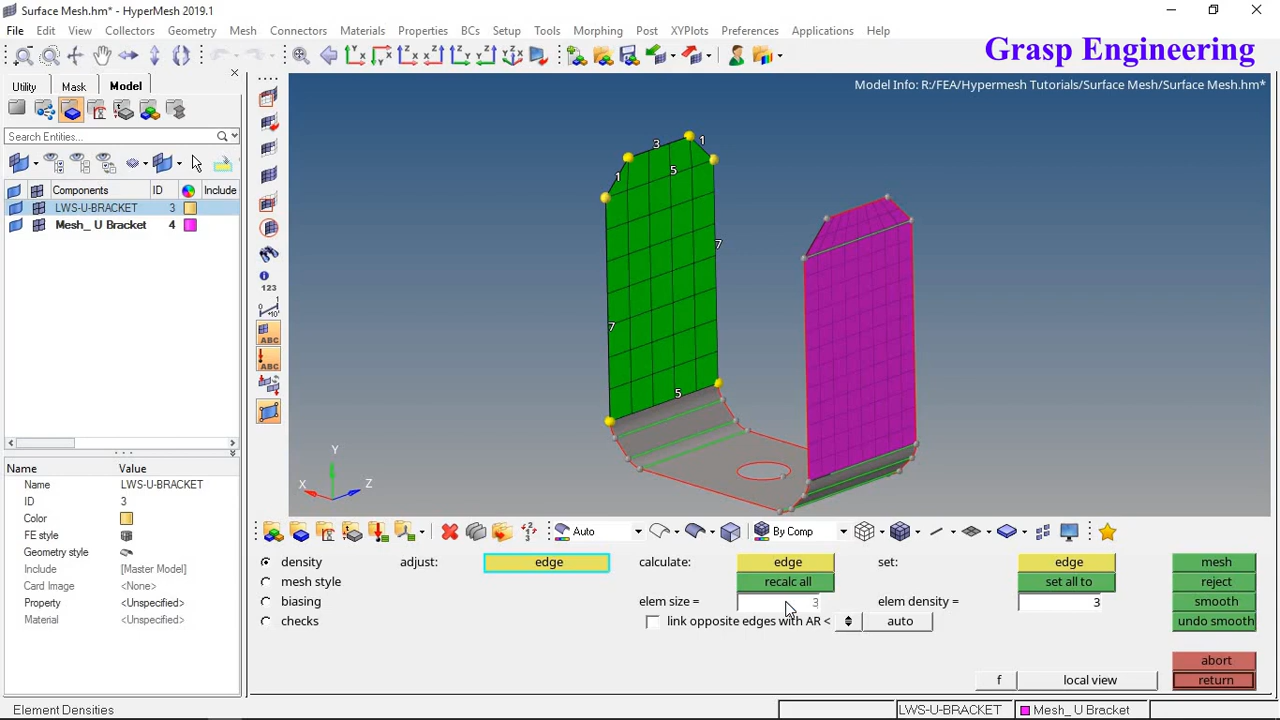 Surface Mesh.hm* - HyperMesh 2019.1
File Edit View Collectors Geometry Mesh Connectors Materials Properties BCs Setup Tools Morphing Post XYPlots Preferences Applications Help
Grasp Engineering
Utility Mask Model
Model Info: R:/FEA/Hypermesh Tutorials/Surface Mesh/Surface Mesh.hm*
Search Entities...
Components ID Include
LWS-U-BRACKET 3
Mesh_ U Bracket 4
3 1
1 5
7
7
5
123
ABC
ABC
Y
X Z
Name Value
Name LWS-U-BRACKET
ID 3
Color
FE style
Geometry style
Include [Master Model]
Card Image <None>
Property <Unspecified>
Material <Unspecified>
Auto By Comp
density adjust: edge calculate: edge set: edge mesh
mesh style recalc all set all to reject
biasing elem size = 3 elem density = 3 smooth
checks link opposite edges with AR < auto undo smooth
abort
f local view return
Element Densities LWS-U-BRACKET Mesh_ U Bracket